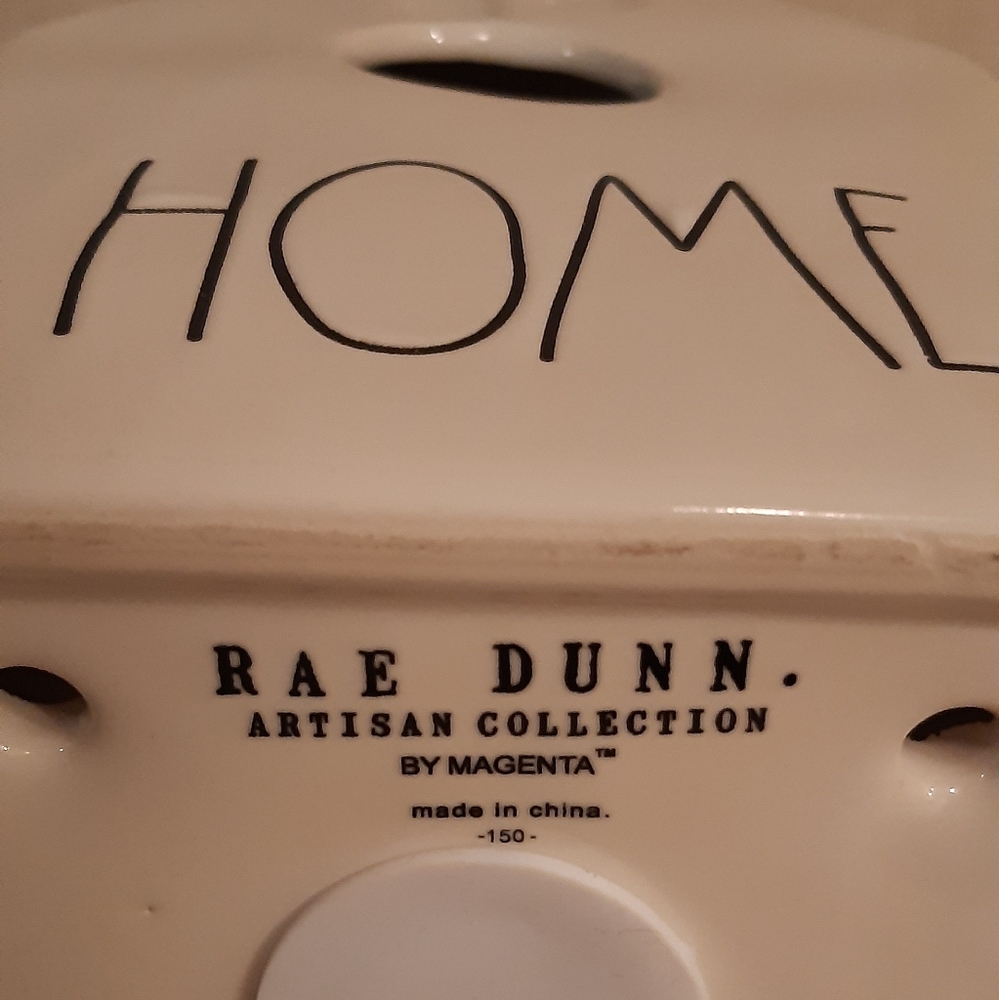 HOME
RAE DUNN.
ARTISAN COLLECTION
BY MAGENTA™
made in china.
-150-